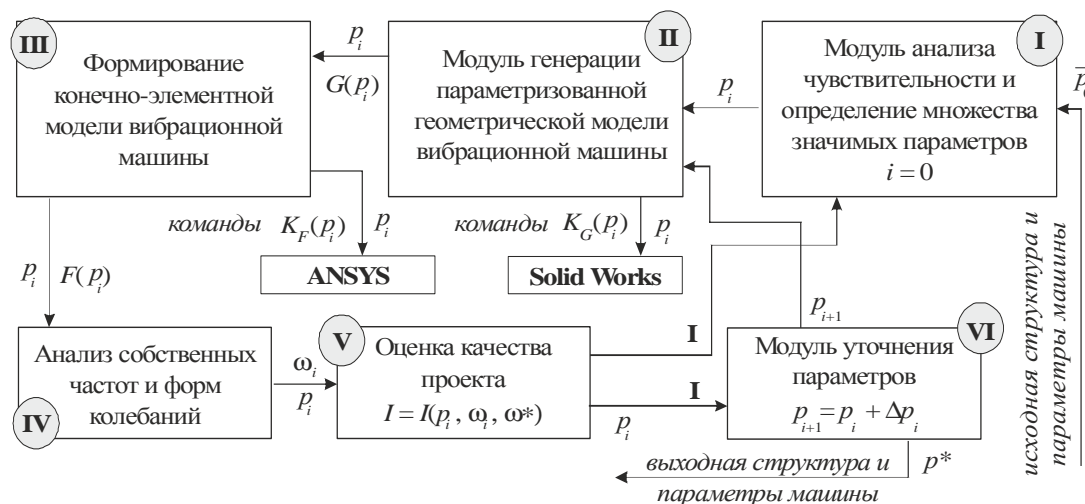 III
Формирование
конечно-элементной
модели вибрационной
машины
p_i
G(p_i)
II
Модуль генерации
параметризованной
геометрической модели
вибрационной машины
p_i
I
Модуль анализа
чувствительности и
определение множества
значимых параметров
i = 0
исходная структура и
параметры машины
команды K_F(p_i)
p_i
ANSYS
команды K_G(p_i)
p_i
Solid Works
p_i F(p_i)
IV
Анализ собственных
частот и форм
колебаний
ω_i
p_i
V
Оценка качества
проекта
I = I(p_i, ω_i, ω*)
I
I
p_i
p_{i+1}
VI
Модуль уточнения
параметров
p_{i+1} = p_i + Δp_i
выходная структура и
параметры машины
p*